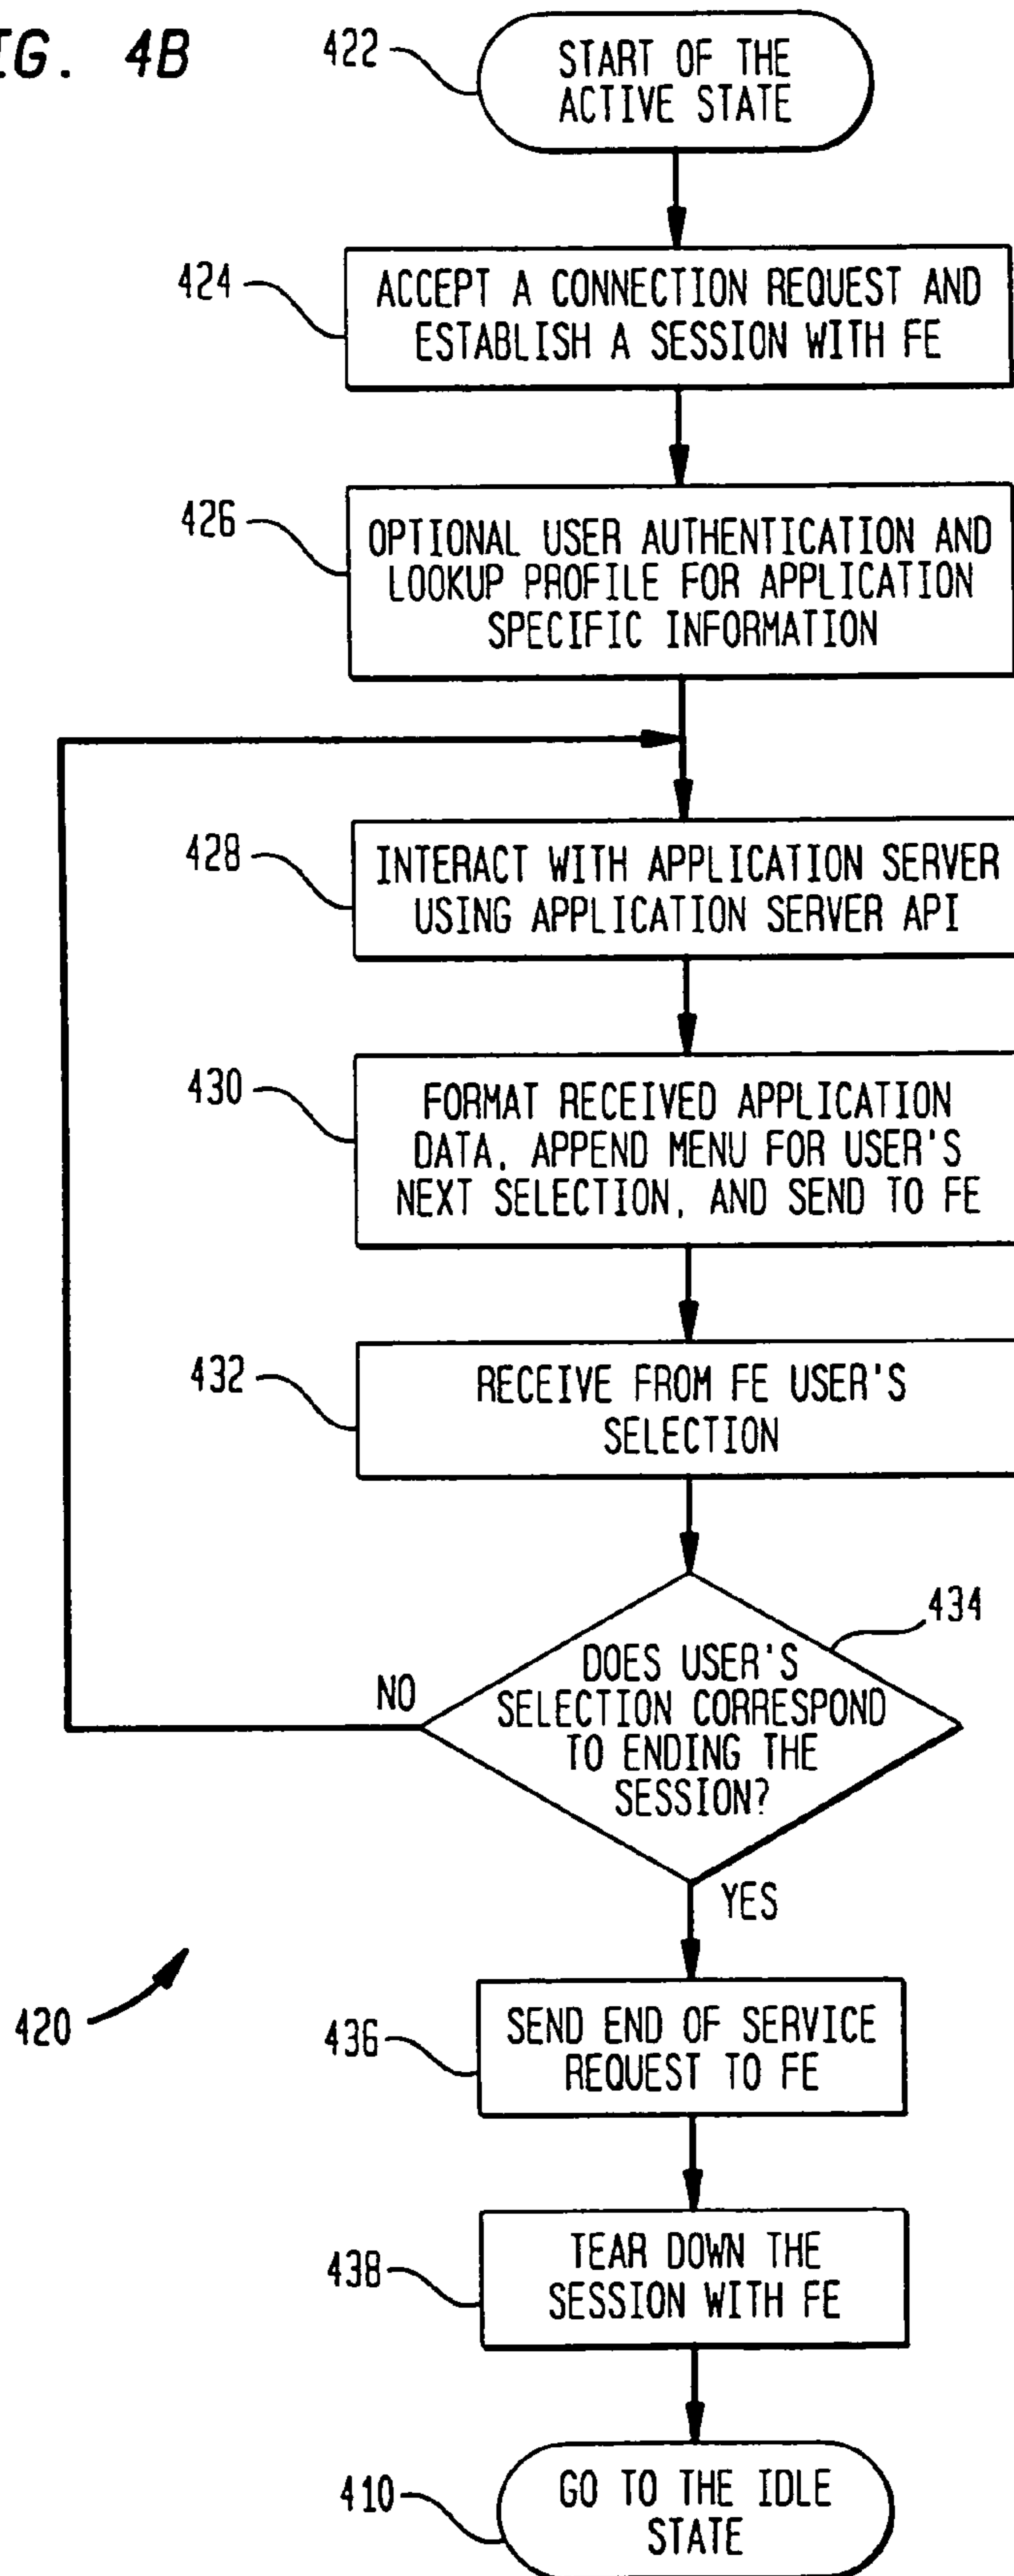 IG. 4B
422
START OF THE
ACTIVE STATE
424
ACCEPT A CONNECTION REQUEST AND
ESTABLISH A SESSION WITH FE
426
OPTIONAL USER AUTHENTICATION AND
LOOKUP PROFILE FOR APPLICATION
SPECIFIC INFORMATION
428
INTERACT WITH APPLICATION SERVER
USING APPLICATION SERVER API
430
FORMAT RECEIVED APPLICATION
DATA, APPEND MENU FOR USER'S
NEXT SELECTION, AND SEND TO FE
432
RECEIVE FROM FE USER'S
SELECTION
434
DOES USER'S
SELECTION CORRESPOND
TO ENDING THE
SESSION?
NO
YES
420
436
SEND END OF SERVICE
REQUEST TO FE
438
TEAR DOWN THE
SESSION WITH FE
410
GO TO THE IDLE
STATE